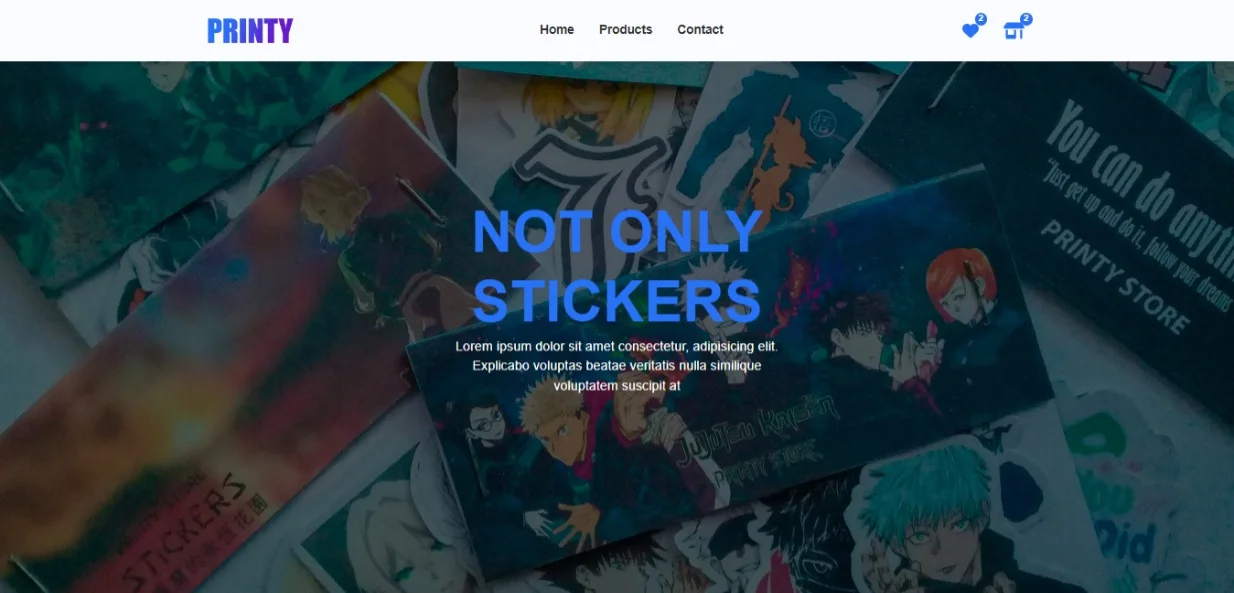 PRINTY
Home
Products
Contact
2
2
You can do
"Just get up and do it, follow your dreams
PRINTY STORE
NOT ONLY
STICKERS
Lorem ipsum dolor sit amet consectetur, adipisicing elit.
Explicabo voluptas beatae veritatis nulla similique
voluptatem suscipit at
JUJUTSU KAISEN
PRINTY STORE
STICKERS
You
Did